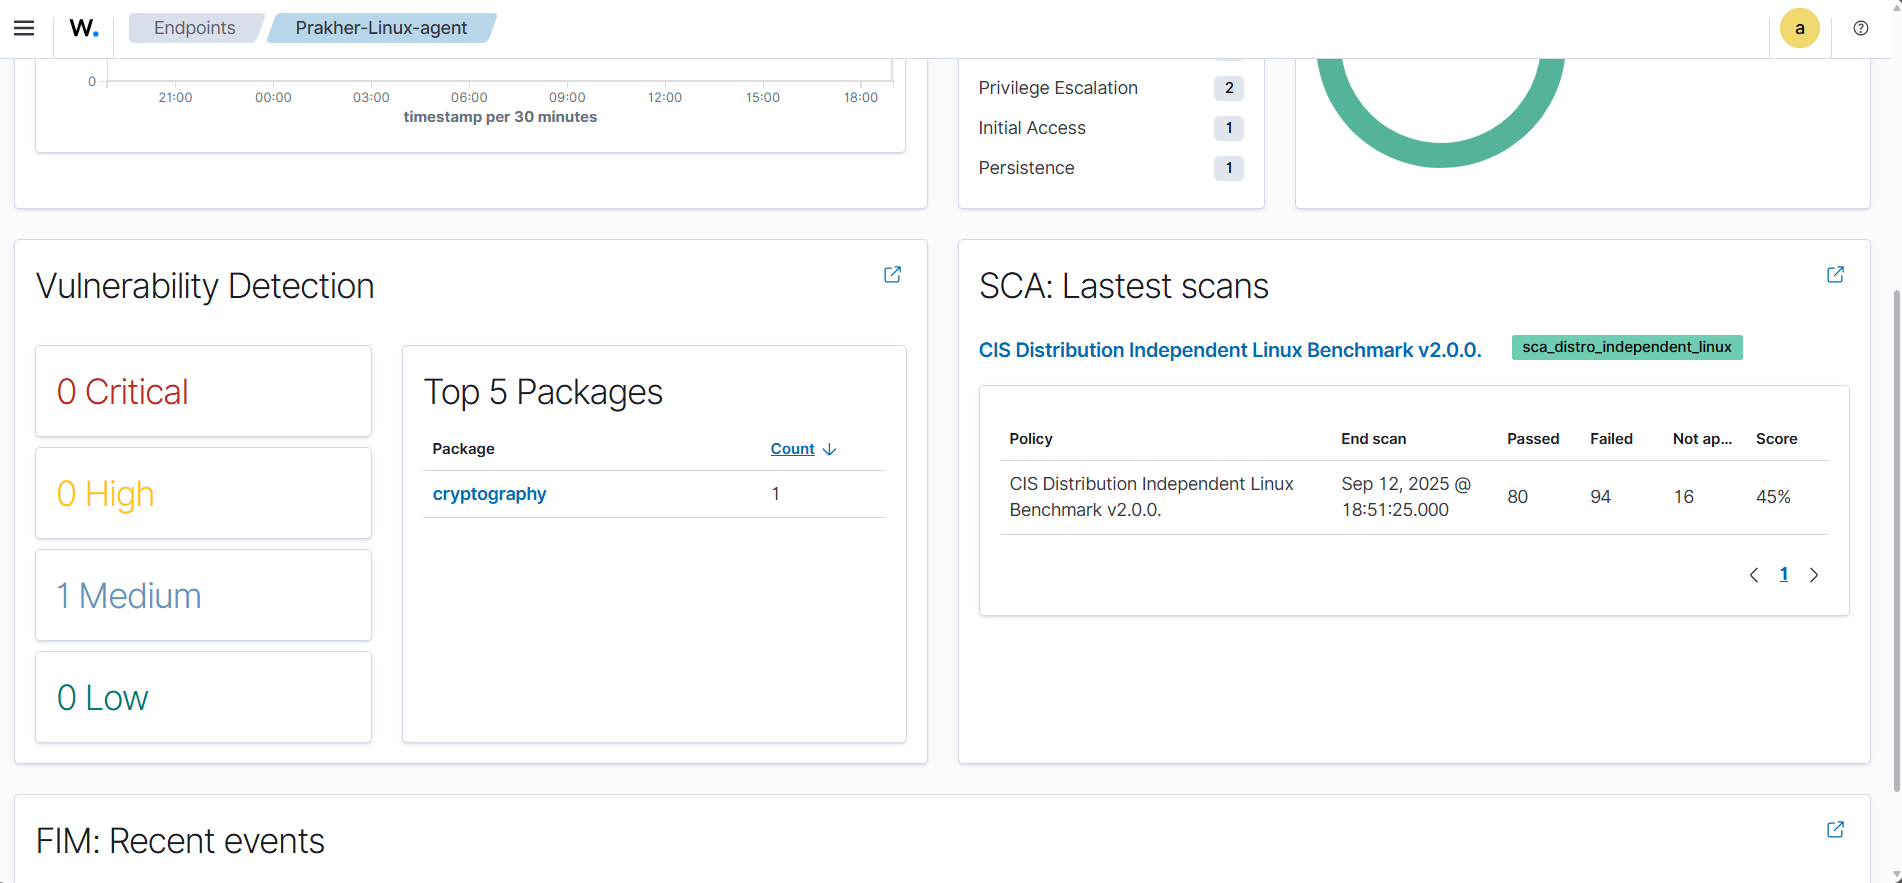 W.
Endpoints
Prakher-Linux-agent
a
0
21:00 00:00 03:00 06:00 09:00 12:00 15:00 18:00
timestamp per 30 minutes
Privilege Escalation 2
Initial Access 1
Persistence 1
Vulnerability Detection
0 Critical
0 High
1 Medium
0 Low
Top 5 Packages
Package Count
cryptography 1
SCA: Lastest scans
CIS Distribution Independent Linux Benchmark v2.0.0. sca_distro_independent_linux
Policy End scan Passed Failed Not ap... Score
CIS Distribution Independent Linux Sep 12, 2025 @ 80 94 16 45%
Benchmark v2.0.0. 18:51:25.000
1
FIM: Recent events